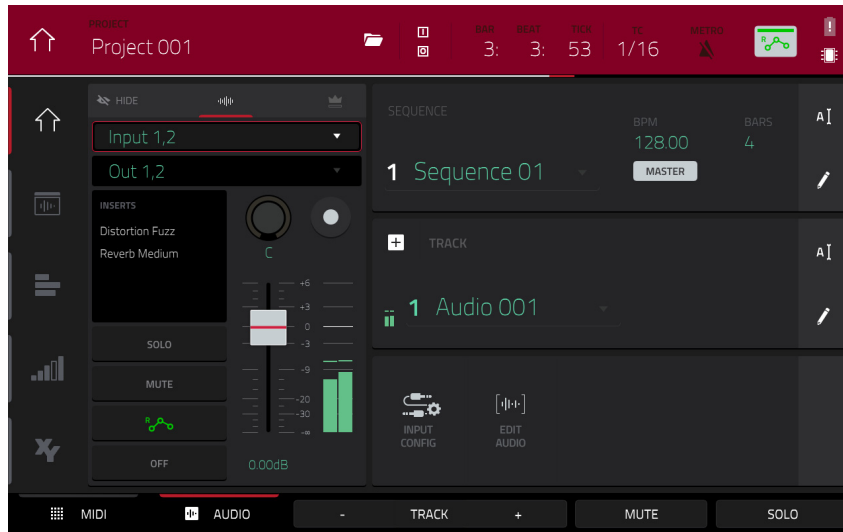 PROJECT
Project 001
BAR BEAT TICK TC METRO
3: 3: 53 1/16
R
HIDE
Input 1,2
Out 1,2
INSERTS
Distortion Fuzz
Reverb Medium
C
+6
+3
0
-3
-9
-20
-30
-∞
SOLO
MUTE
R
OFF
0.00dB
SEQUENCE
BPM BARS
128.00 4
1 Sequence 01
MASTER
TRACK
1 Audio 001
INPUT CONFIG
EDIT AUDIO
XY
MIDI AUDIO - TRACK + MUTE SOLO